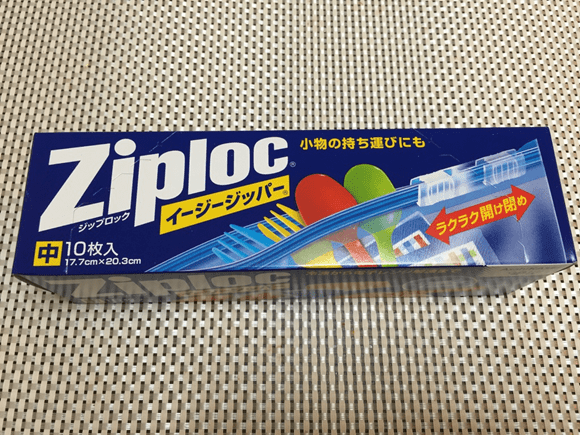 Ziploc®
ジップロック
イージージッパー®
小物の持ち運びにも
ラクラク開け閉め
中 10枚入
17.7cm×20.3cm
Ziploc